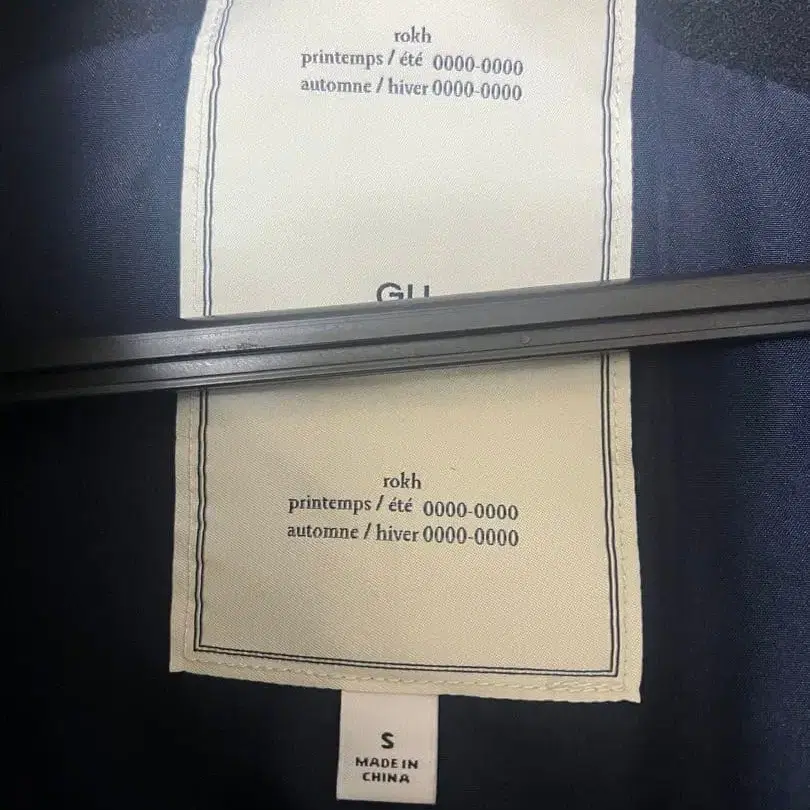 rokh
printemps / été 0000-0000
automne / hiver 0000-0000
GU
rokh
printemps / été 0000-0000
automne / hiver 0000-0000
S
MADE IN
CHINA